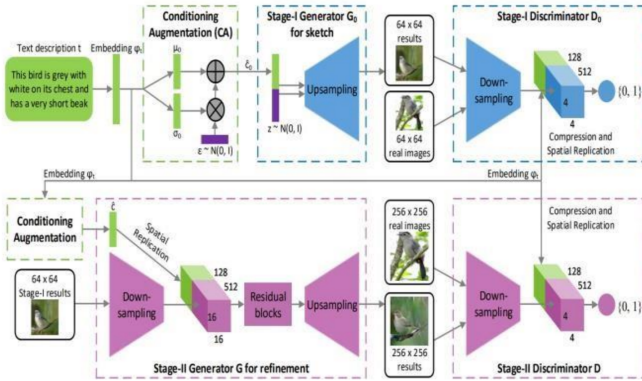 Conditioning
Augmentation (CA)
Stage-I Generator G₀
for sketch
Stage-I Discriminator D₀
Text description t
Embedding φₜ
This bird is grey with
white on its chest and
has a very short beak
μ₀
σ₀
ε ~ N(0, I)
ĉ₀
z ~ N(0, I)
Upsampling
64 x 64
results
64 x 64
real images
Down-
sampling
128
512
4
4
{0, 1}
Compression and
Spatial Replication
Embedding φₜ
Embedding φₜ
Conditioning
Augmentation
ĉ
Spatial
Replication
64 x 64
Stage-I results
Down-
sampling
128
512
16
16
Residual
blocks
Upsampling
256 x 256
real images
256 x 256
results
Compression and
Spatial Replication
Down-
sampling
128
512
4
4
{0, 1}
Stage-II Generator G for refinement
Stage-II Discriminator D